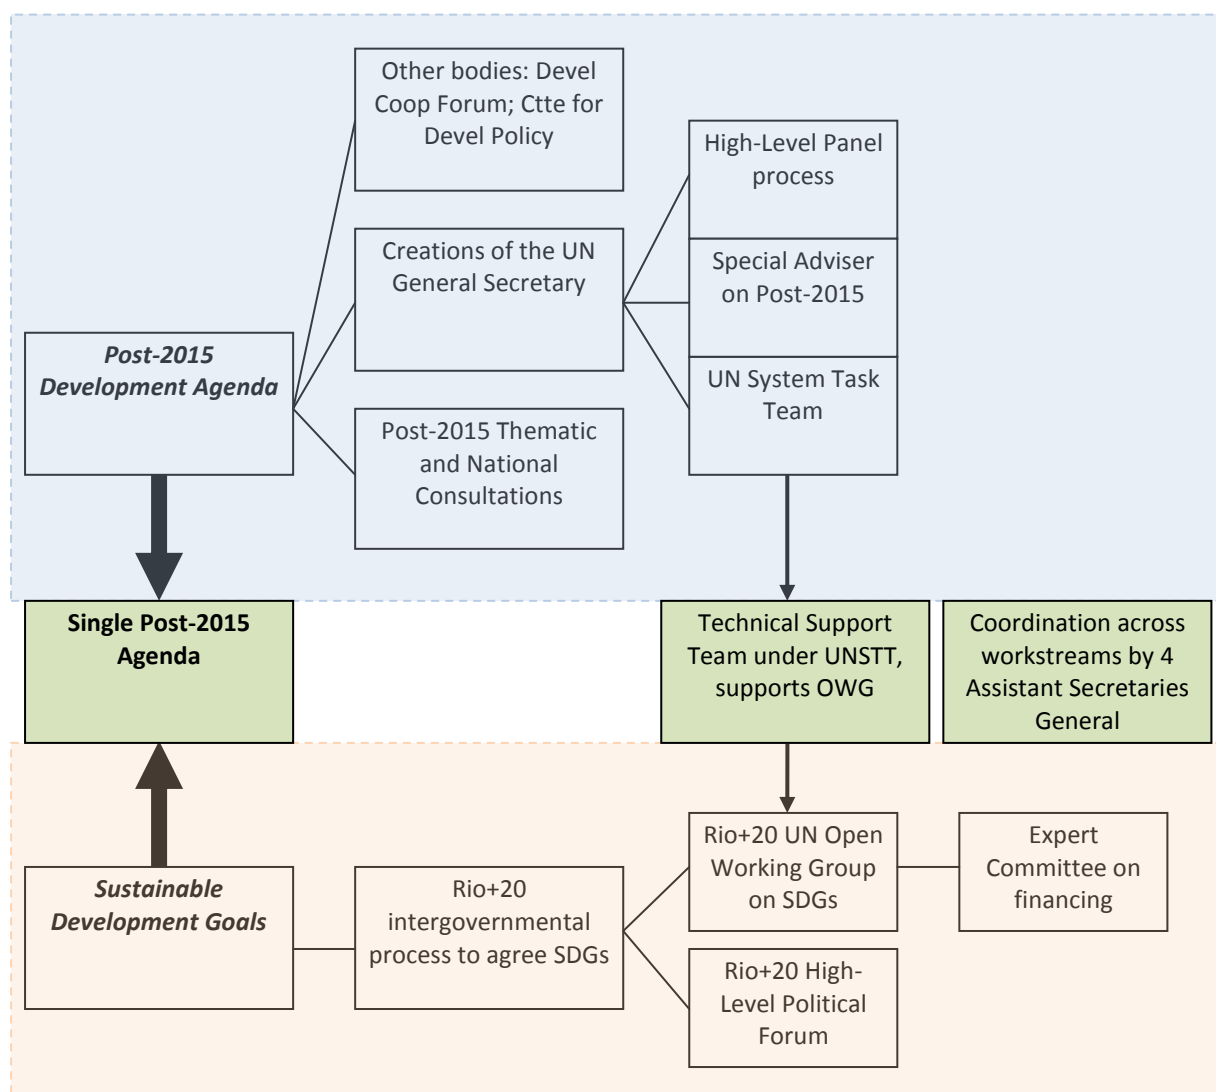 Other bodies: Devel
Coop Forum; Ctte for
Devel Policy
High-Level Panel
process
Creations of the UN
General Secretary
Special Adviser
on Post-2015
Post-2015
Development Agenda
UN System Task
Team
Post-2015 Thematic
and National
Consultations
Single Post-2015
Agenda
Technical Support
Team under UNSTT,
supports OWG
Coordination across
workstreams by 4
Assistant Secretaries
General
Rio+20 UN Open
Working Group
on SDGs
Expert
Committee on
financing
Sustainable
Development Goals
Rio+20
intergovernmental
process to agree SDGs
Rio+20 High-
Level Political
Forum